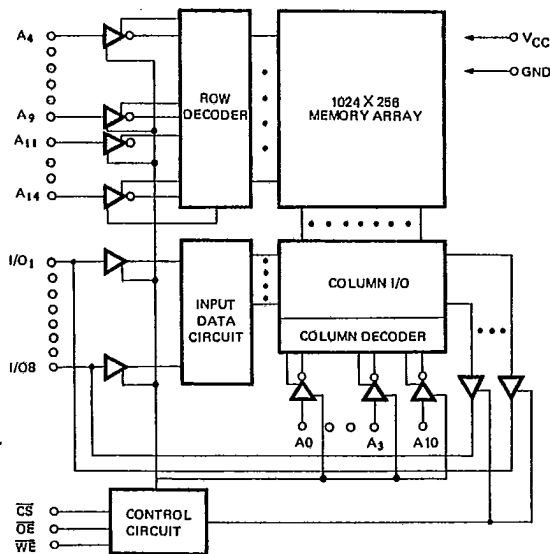 A4
A9
A11
A14
ROW
DECODER
1024 X 256
MEMORY ARRAY
VCC
GND
I/O1
I/O8
INPUT
DATA
CIRCUIT
COLUMN I/O
COLUMN DECODER
A0
A3
A10
CS
OE
WE
CONTROL
CIRCUIT